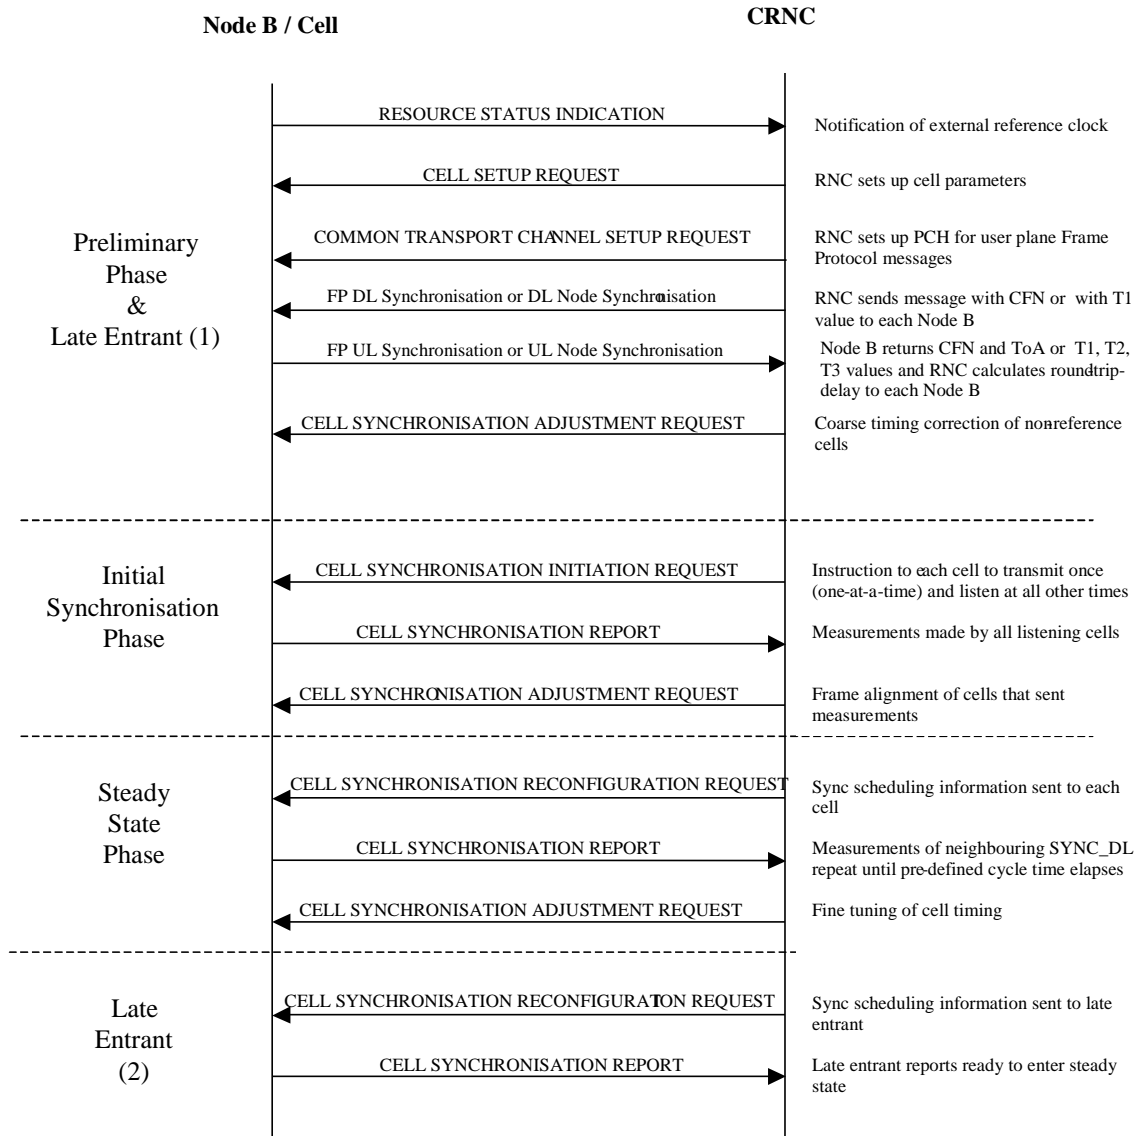 Node B / Cell
CRNC
RESOURCE STATUS INDICATION
Notification of external reference clock
CELL SETUP REQUEST
RNC sets up cell parameters
Preliminary
Phase
&
Late Entrant (1)
COMMON TRANSPORT CHANNEL SETUP REQUEST
RNC sets up PCH for user plane Frame
Protocol messages
FP DL Synchronisation or DL Node Synchronisation
RNC sends message with CFN or with T1
value to each Node B
FP UL Synchronisation or UL Node Synchronisation
Node B returns CFN and ToA or T1, T2,
T3 values and RNC calculates round-trip-
delay to each Node B
CELL SYNCHRONISATION ADJUSTMENT REQUEST
Coarse timing correction of non-reference
cells
Initial
Synchronisation
Phase
CELL SYNCHRONISATION INITIATION REQUEST
Instruction to each cell to transmit once
(one-at-a-time) and listen at all other times
CELL SYNCHRONISATION REPORT
Measurements made by all listening cells
CELL SYNCHRONISATION ADJUSTMENT REQUEST
Frame alignment of cells that sent
measurements
Steady
State
Phase
CELL SYNCHRONISATION RECONFIGURATION REQUEST
Sync scheduling information sent to each
cell
CELL SYNCHRONISATION REPORT
Measurements of neighbouring SYNC_DL
repeat until pre-defined cycle time elapses
CELL SYNCHRONISATION ADJUSTMENT REQUEST
Fine tuning of cell timing
Late
Entrant
(2)
CELL SYNCHRONISATION RECONFIGURATION REQUEST
Sync scheduling information sent to late
entrant
CELL SYNCHRONISATION REPORT
Late entrant reports ready to enter steady
state